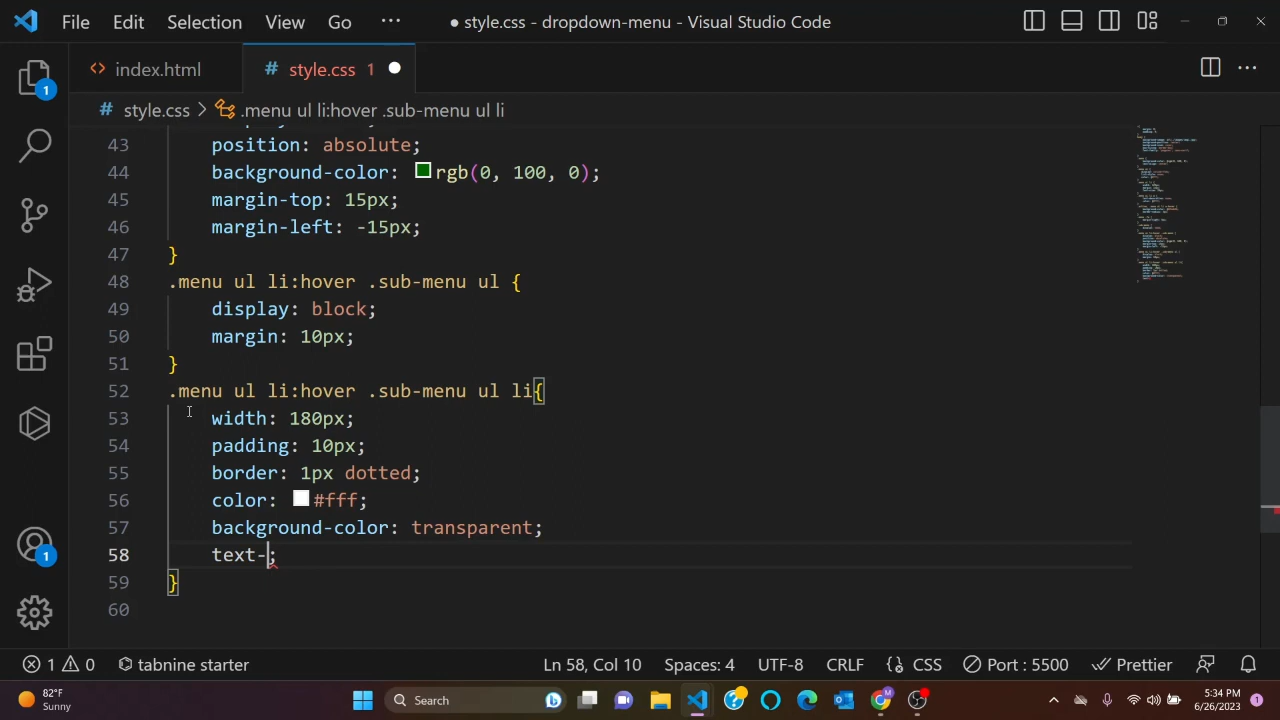 File Edit Selection View Go ··· ● style.css - dropdown-menu - Visual Studio Code
index.html # style.css 1
# style.css > .menu ul li:hover .sub-menu ul li
43 position: absolute;
44 background-color: rgb(0, 100, 0);
45 margin-top: 15px;
46 margin-left: -15px;
47 }
48 .menu ul li:hover .sub-menu ul {
49 display: block;
50 margin: 10px;
51 }
52 .menu ul li:hover .sub-menu ul li{
53 width: 180px;
54 padding: 10px;
55 border: 1px dotted;
56 color: #fff;
57 background-color: transparent;
58 text-;
59 }
60
1
1
1 0 tabnine starter Ln 58, Col 10 Spaces: 4 UTF-8 CRLF {} CSS Port : 5500 Prettier
82°F Search 5:34 PM
Sunny 6/26/2023 1